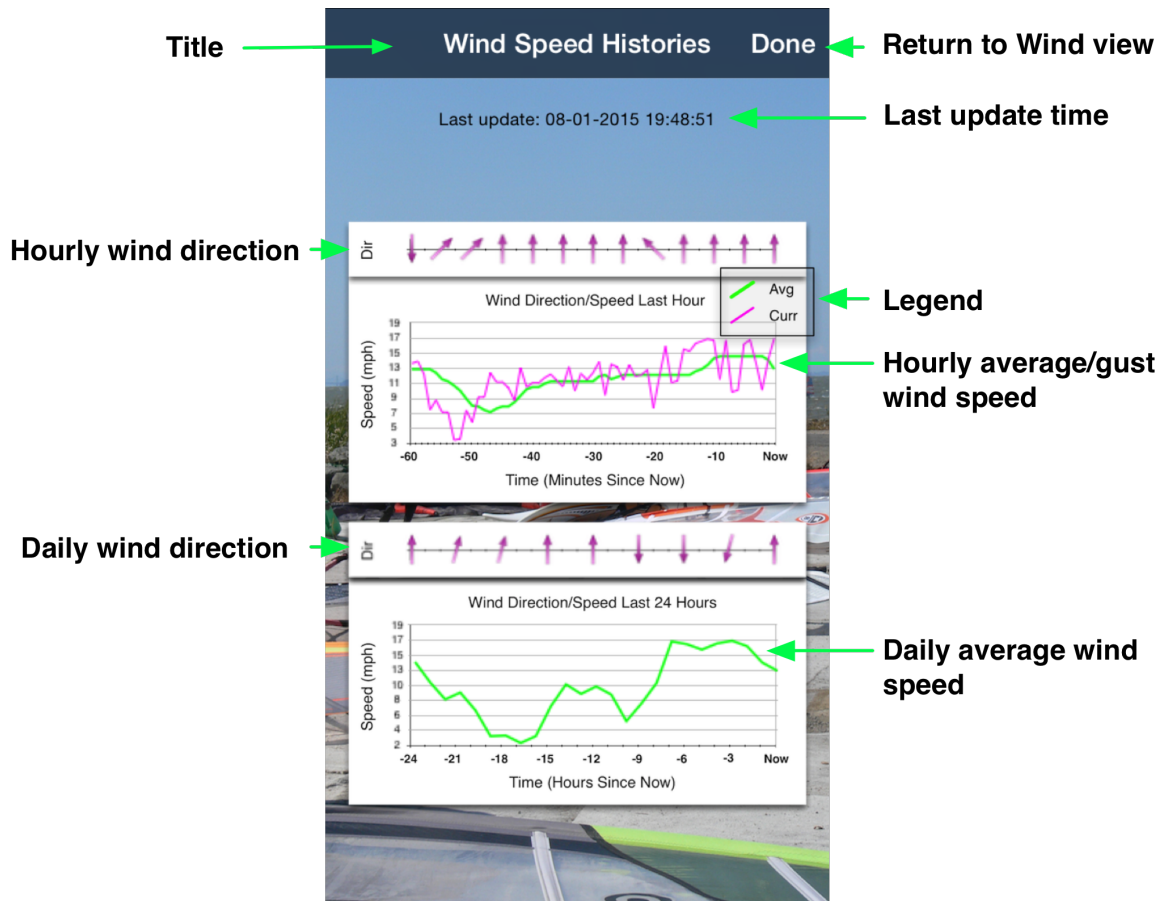 Title
Wind Speed Histories
Done
Return to Wind view
Last update: 08-01-2015 19:48:51
Last update time
Hourly wind direction
Dir
Legend
Avg
Curr
Wind Direction/Speed Last Hour
Hourly average/gust
wind speed
Speed (mph)
19
17
15
13
11
9
7
5
3
-60
-50
-40
-30
-20
-10
Now
Time (Minutes Since Now)
Daily wind direction
Dir
Wind Direction/Speed Last 24 Hours
Daily average wind
speed
Speed (mph)
19
17
15
13
10
8
6
4
2
-24
-21
-18
-15
-12
-9
-6
-3
Now
Time (Hours Since Now)